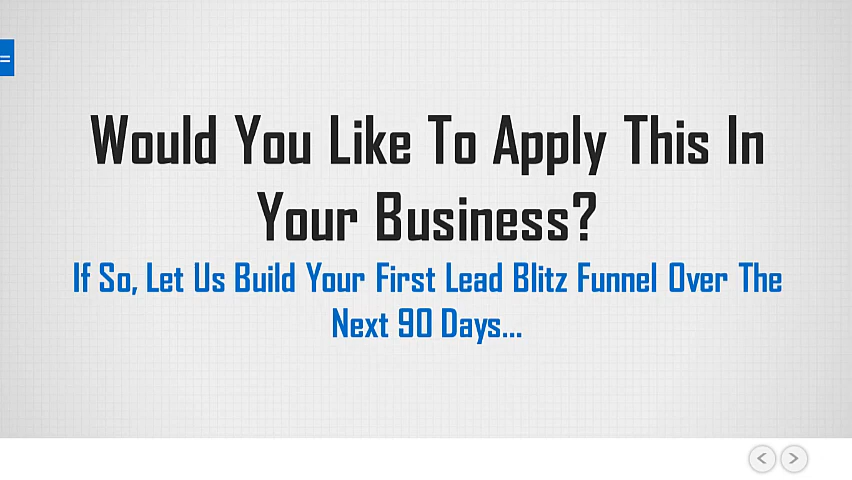 Would You Like To Apply This In
Your Business?
If So, Let Us Build Your First Lead Blitz Funnel Over The
Next 90 Days...